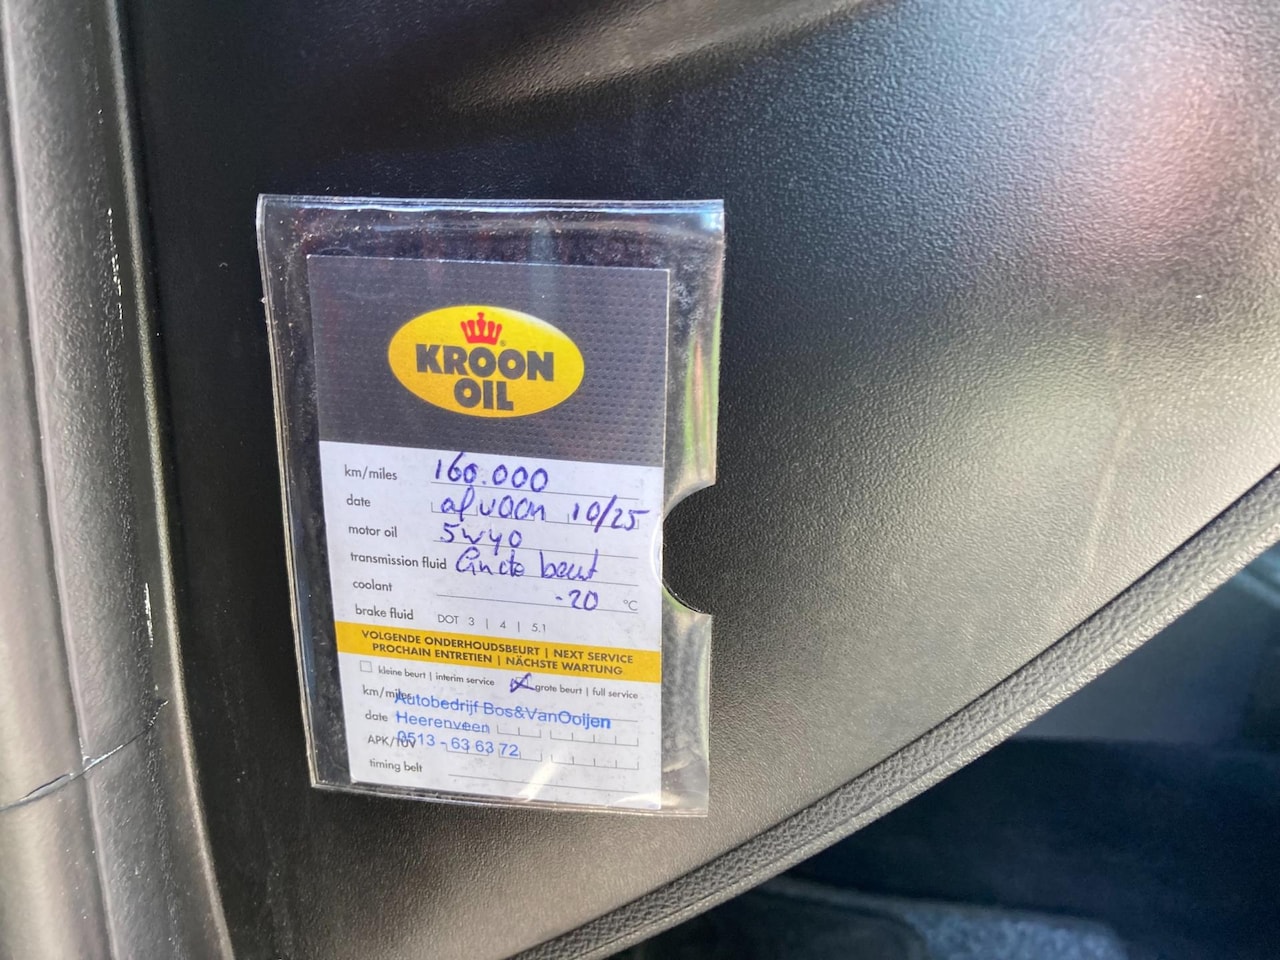 KROON
OIL
km/miles 160.000
date afvoon 10/25
motor oil 5W40
transmission fluid Grote beurt
coolant -20 °C
brake fluid DOT 3 | 4 | 5.1
VOLGENDE ONDERHOUDSBEURT | NEXT SERVICE
PROCHAIN ENTRETIEN | NÄCHSTE WARTUNG
kleine beurt | interim service grote beurt | full service
km/miles
Autobedrijf Bos&VanOoijen
date Heerenveen
APK/TÜV 0513 - 63 63 72
timing belt